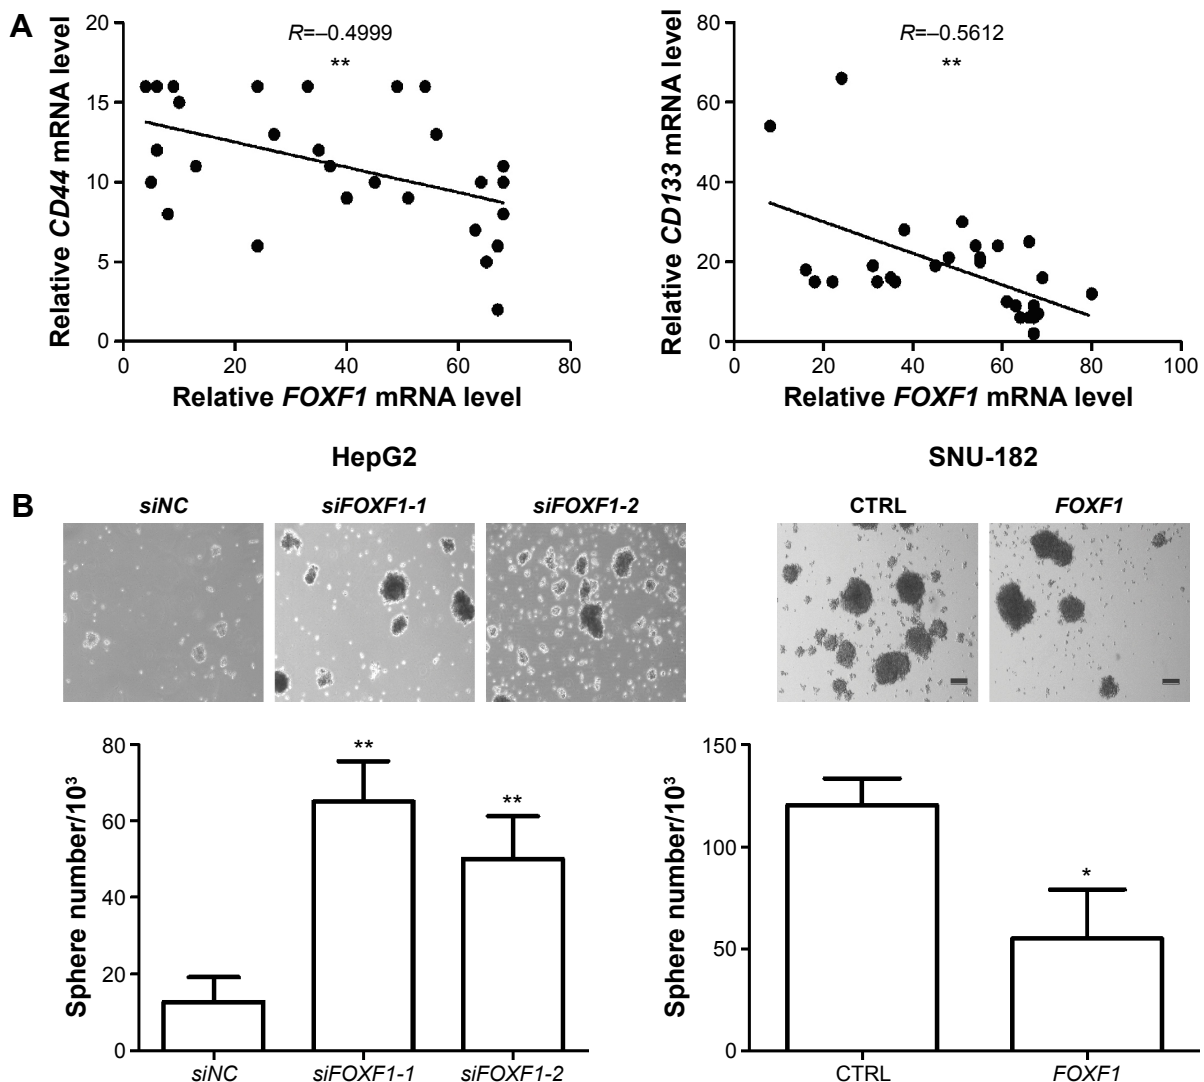 A
R=–0.4999
**
Relative CD44 mRNA level
20
15
10
5
0
0 20 40 60 80
Relative FOXF1 mRNA level
R=–0.5612
**
Relative CD133 mRNA level
80
60
40
20
0
0 20 40 60 80 100
Relative FOXF1 mRNA level
HepG2
SNU-182
B
siNC siFOXF1-1 siFOXF1-2
CTRL FOXF1
Sphere number/10³
80
60
40
20
0
**
**
siNC siFOXF1-1 siFOXF1-2
Sphere number/10³
150
100
50
0
*
CTRL FOXF1